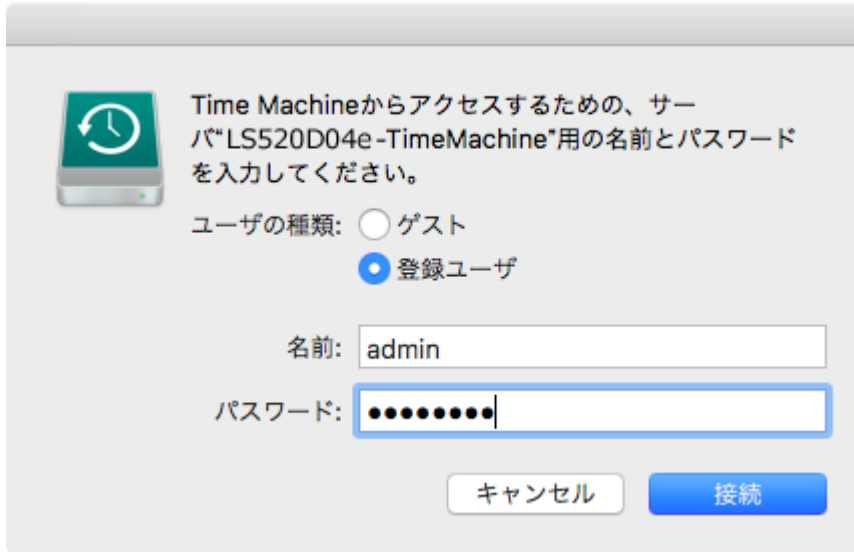 Time Machineからアクセスするための、サー
バ“LS520D04e-TimeMachine”用の名前とパスワード
を入力してください。
ユーザの種類: ゲスト
登録ユーザ
名前: admin
パスワード: ●●●●●●●●
キャンセル 接続